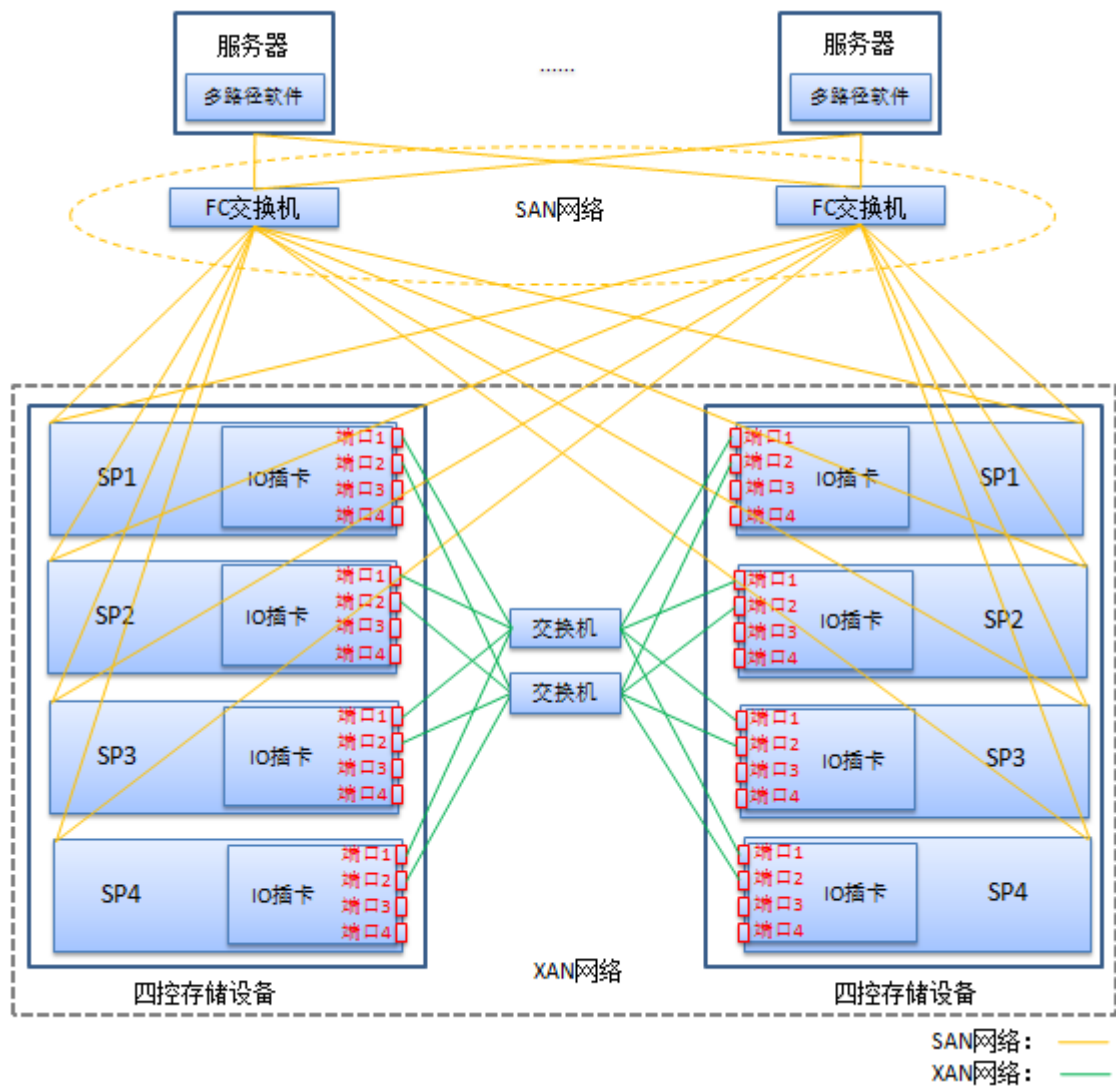 服务器
多路径软件
......
服务器
多路径软件
FC交换机
SAN网络
FC交换机
SP1
IO插卡
端口1
端口2
端口3
端口4
SP2
IO插卡
端口1
端口2
端口3
端口4
SP3
IO插卡
端口1
端口2
端口3
端口4
SP4
IO插卡
端口1
端口2
端口3
端口4
四控存储设备
交换机
交换机
XAN网络
端口1
端口2
端口3
端口4
IO插卡
SP1
端口1
端口2
端口3
端口4
IO插卡
SP2
端口1
端口2
端口3
端口4
IO插卡
SP3
端口1
端口2
端口3
端口4
IO插卡
SP4
四控存储设备
SAN网络：
XAN网络：